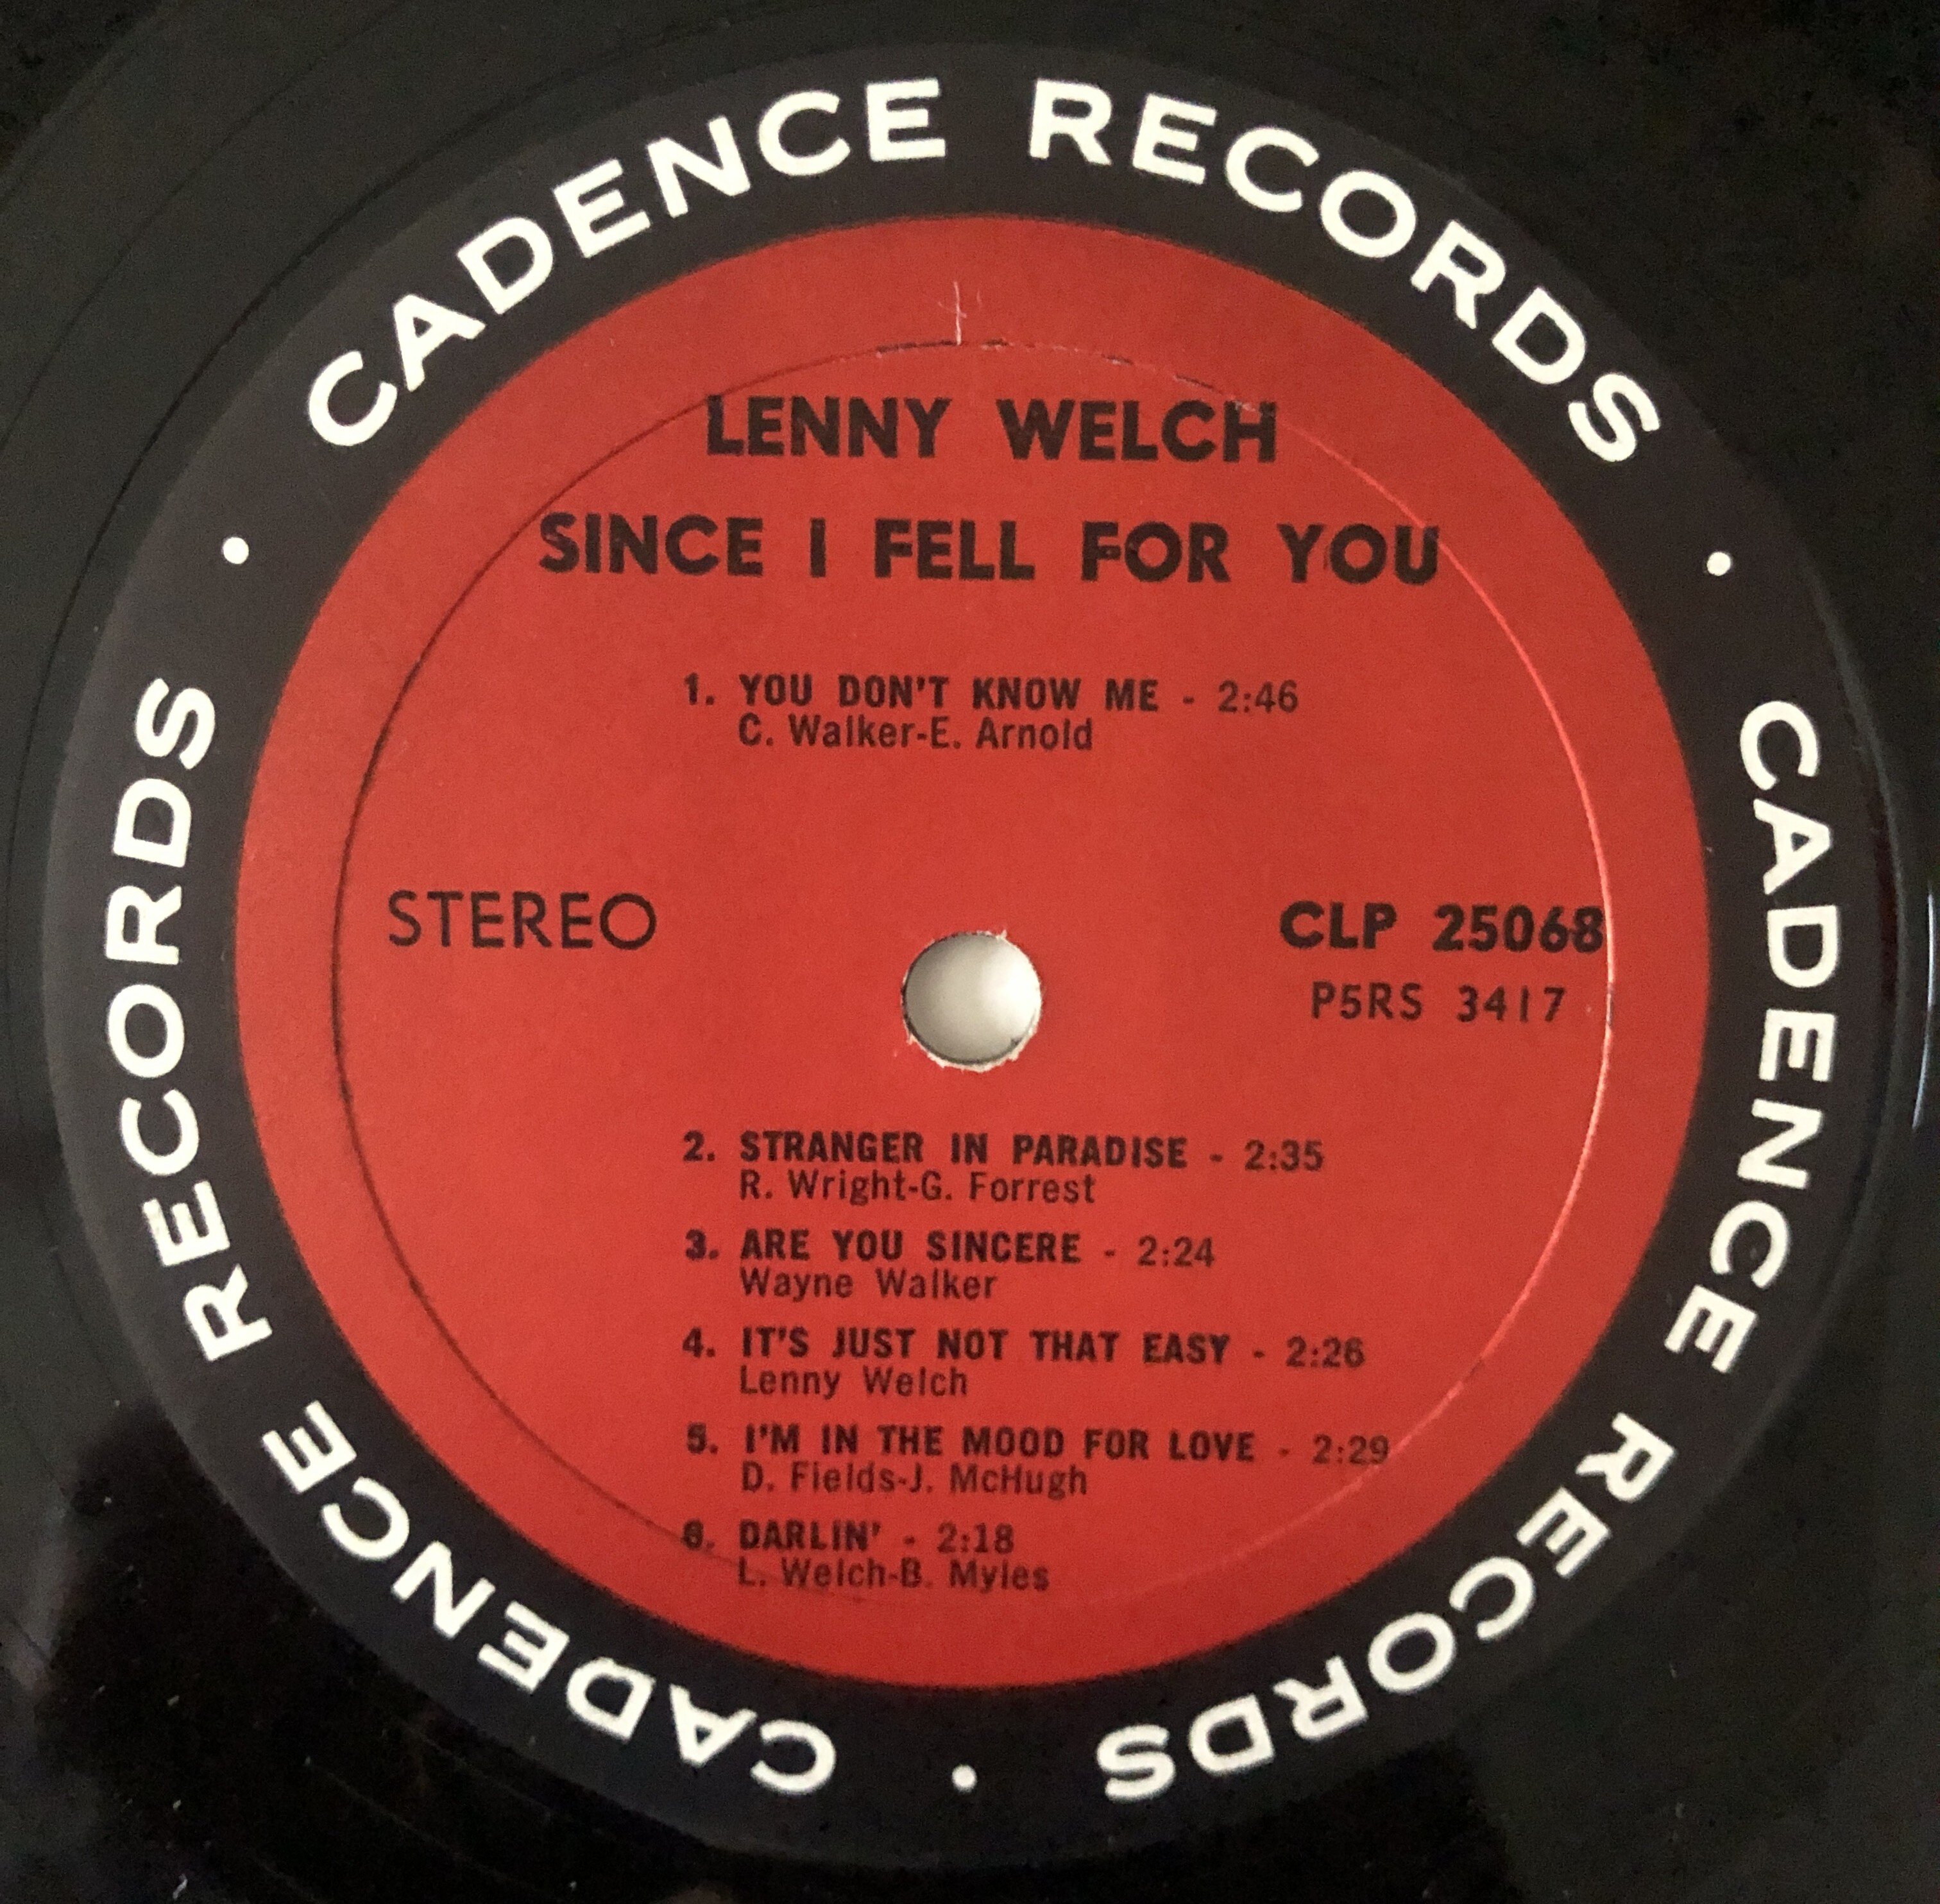 CADENCE RECORDS • CADENCE RECORDS • CADENCE RECORDS •
LENNY WELCH
SINCE I FELL FOR YOU
1. YOU DON'T KNOW ME - 2:46
C. Walker-E. Arnold
STEREO
CLP 25068
P5RS 3417
2. STRANGER IN PARADISE - 2:35
R. Wright-G. Forrest
3. ARE YOU SINCERE - 2:24
Wayne Walker
4. IT'S JUST NOT THAT EASY - 2:26
Lenny Welch
5. I'M IN THE MOOD FOR LOVE - 2:29
D. Fields-J. McHugh
6. DARLIN' - 2:18
L. Welch-B. Myles